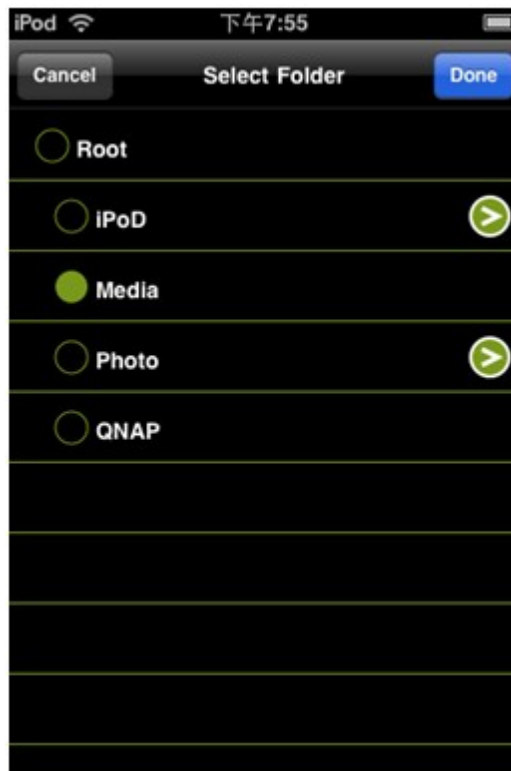 iPod 下午7:55
Cancel Select Folder Done
Root
iPoD
Media
Photo
QNAP